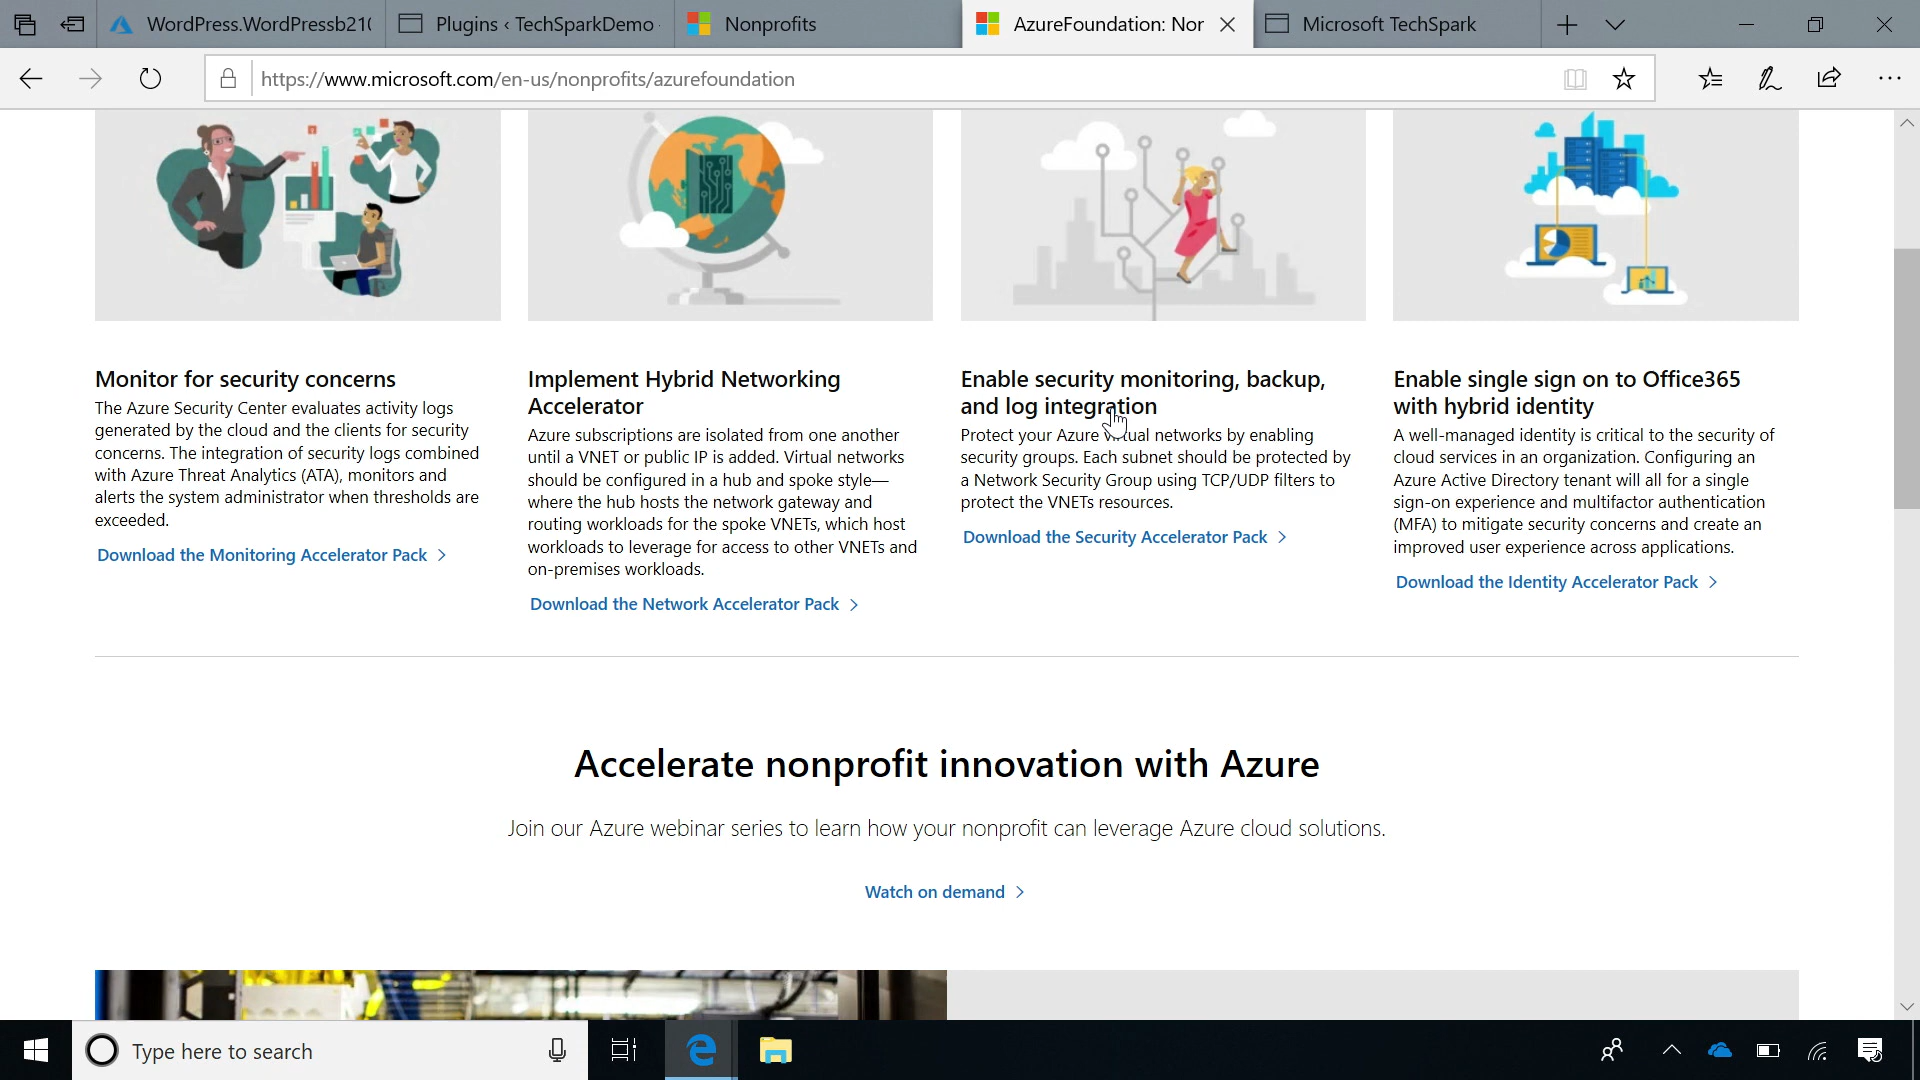 WordPress.WordPressb210
Plugins ‹ TechSparkDemo
Nonprofits
AzureFoundation: Nor
Microsoft TechSpark
https://www.microsoft.com/en-us/nonprofits/azurefoundation
Monitor for security concerns
The Azure Security Center evaluates activity logs
generated by the cloud and the clients for security
concerns. The integration of security logs combined
with Azure Threat Analytics (ATA), monitors and
alerts the system administrator when thresholds are
exceeded.
Download the Monitoring Accelerator Pack >
Implement Hybrid Networking
Accelerator
Azure subscriptions are isolated from one another
until a VNET or public IP is added. Virtual networks
should be configured in a hub and spoke style—
where the hub hosts the network gateway and
routing workloads for the spoke VNETs, which host
workloads to leverage for access to other VNETs and
on-premises workloads.
Download the Network Accelerator Pack >
Enable security monitoring, backup,
and log integration
Protect your Azure virtual networks by enabling
security groups. Each subnet should be protected by
a Network Security Group using TCP/UDP filters to
protect the VNETs resources.
Download the Security Accelerator Pack >
Enable single sign on to Office365
with hybrid identity
A well-managed identity is critical to the security of
cloud services in an organization. Configuring an
Azure Active Directory tenant will all for a single
sign-on experience and multifactor authentication
(MFA) to mitigate security concerns and create an
improved user experience across applications.
Download the Identity Accelerator Pack >
Accelerate nonprofit innovation with Azure
Join our Azure webinar series to learn how your nonprofit can leverage Azure cloud solutions.
Watch on demand >
Type here to search